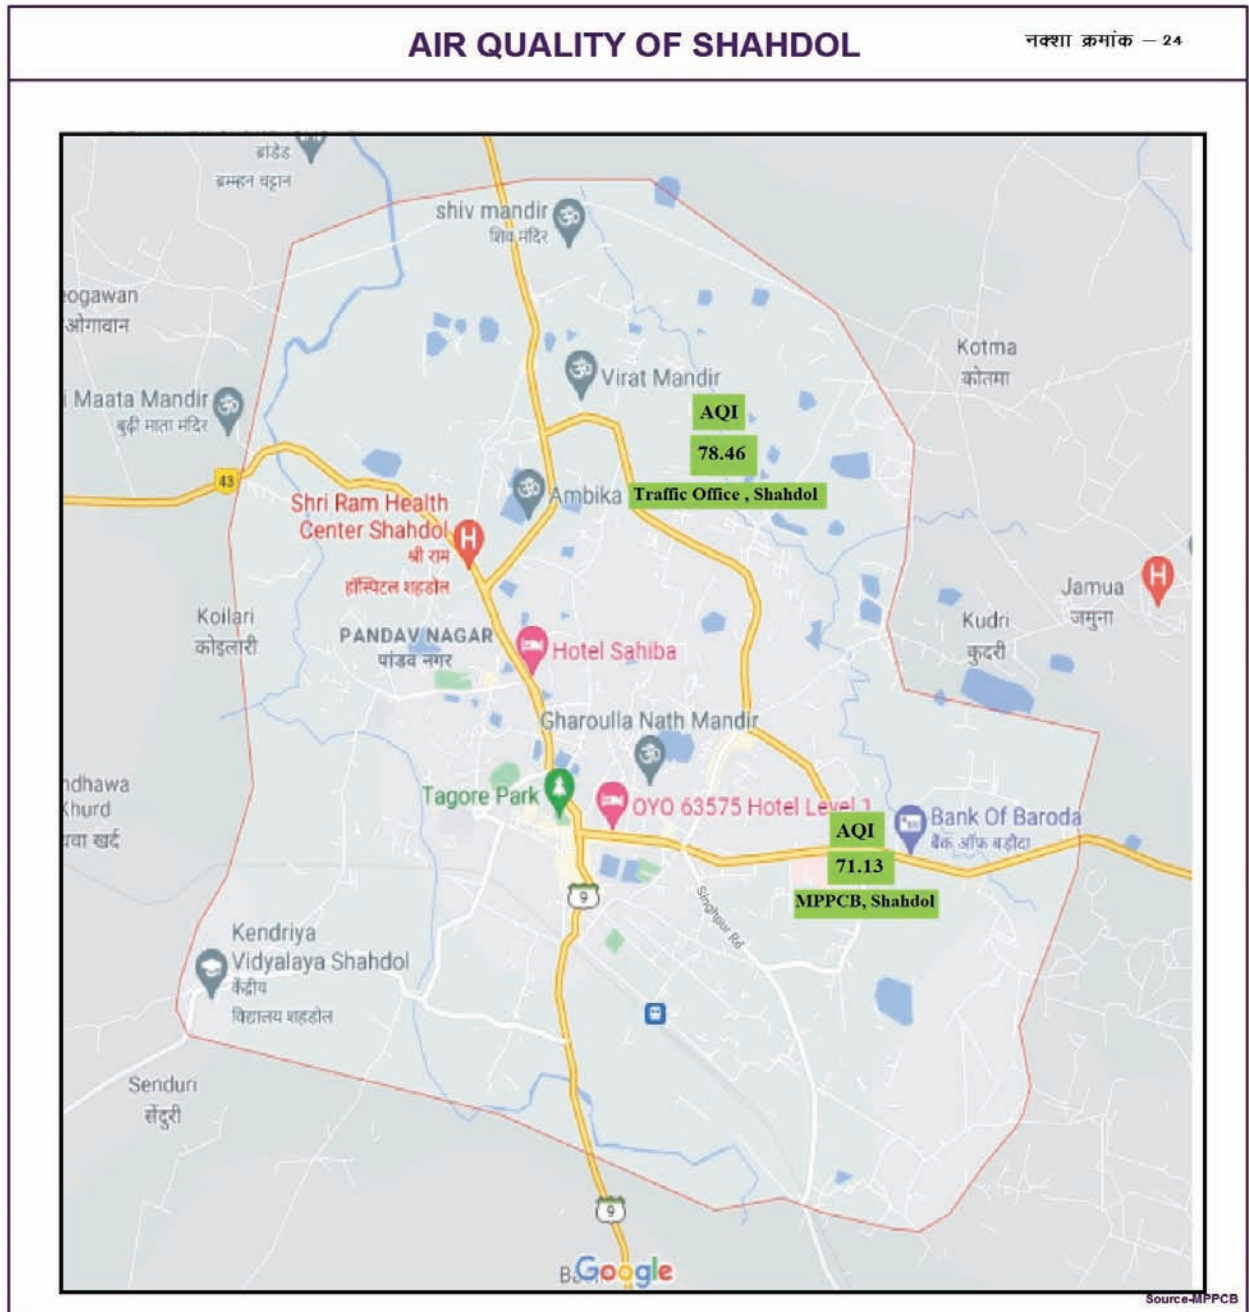 AIR QUALITY OF SHAHDOL
नक्शा क्रमांक – 24
ब्रांडेड
बम्हन चट्टान
shiv mandir
शिव मंदिर
eogawan
ओगावान
Kotma
कोतमा
Virat Mandir
i Maata Mandir
बुढ़ी माता मंदिर
AQI
78.46
Traffic Office , Shahdol
43
Ambika
Shri Ram Health
Center Shahdol
श्री राम
हॉस्पिटल शहडोल
H
Jamua
जमुना
H
Koilari
कोइलारी
Kudri
कुदरी
PANDAV NAGAR
पांडव नगर
Hotel Sahiba
Gharoulla Nath Mandir
ndhawa
Khurd
Tagore Park
OYO 63575 Hotel Level 1
Bank Of Baroda
बैंक ऑफ़ बड़ौदा
AQI
71.13
MPPCB, Shahdol
9
Singhpur Rd
Kendriya
Vidyalaya Shahdol
केंद्रीय
विद्यालय शहडोल
Senduri
सेंदुरी
9
Google
Source-MPPCB